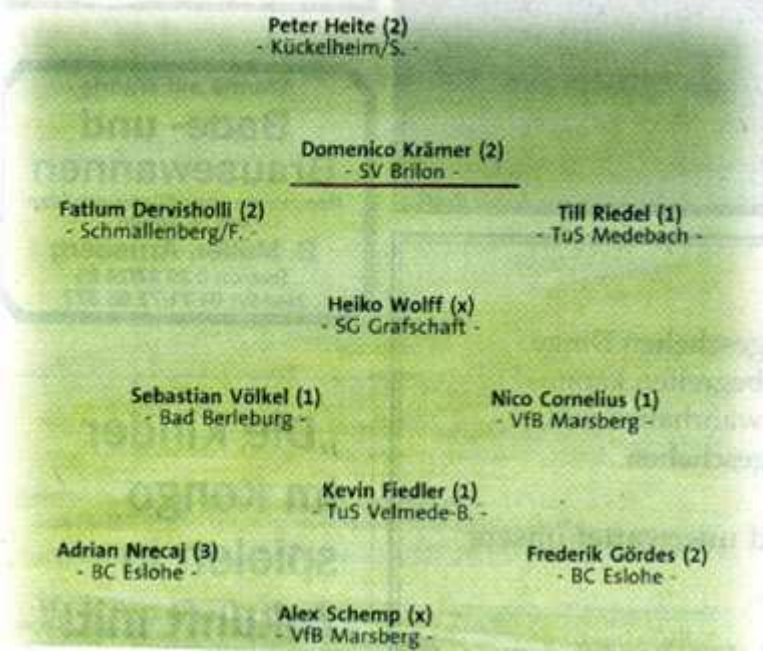 Peter Heite (2)
- Kückelheim/S. -
Domenico Krämer (2)
- SV Brilon -
Fatlum Dervisholli (2)
- Schmallenberg/F. -
Till Riedel (1)
- TuS Medebach -
Heiko Wolff (x)
- SG Grafschaft -
Sebastian Völkel (1)
- Bad Berleburg -
Nico Cornelius (1)
- VfB Marsberg -
Kevin Fiedler (1)
TuS Velmede-B. -
Adrian Nrecaj (3)
- BC Eslohe -
Frederik Gördes (2)
- BC Eslohe -
Alex Schemp (x)
- VfB Marsberg -